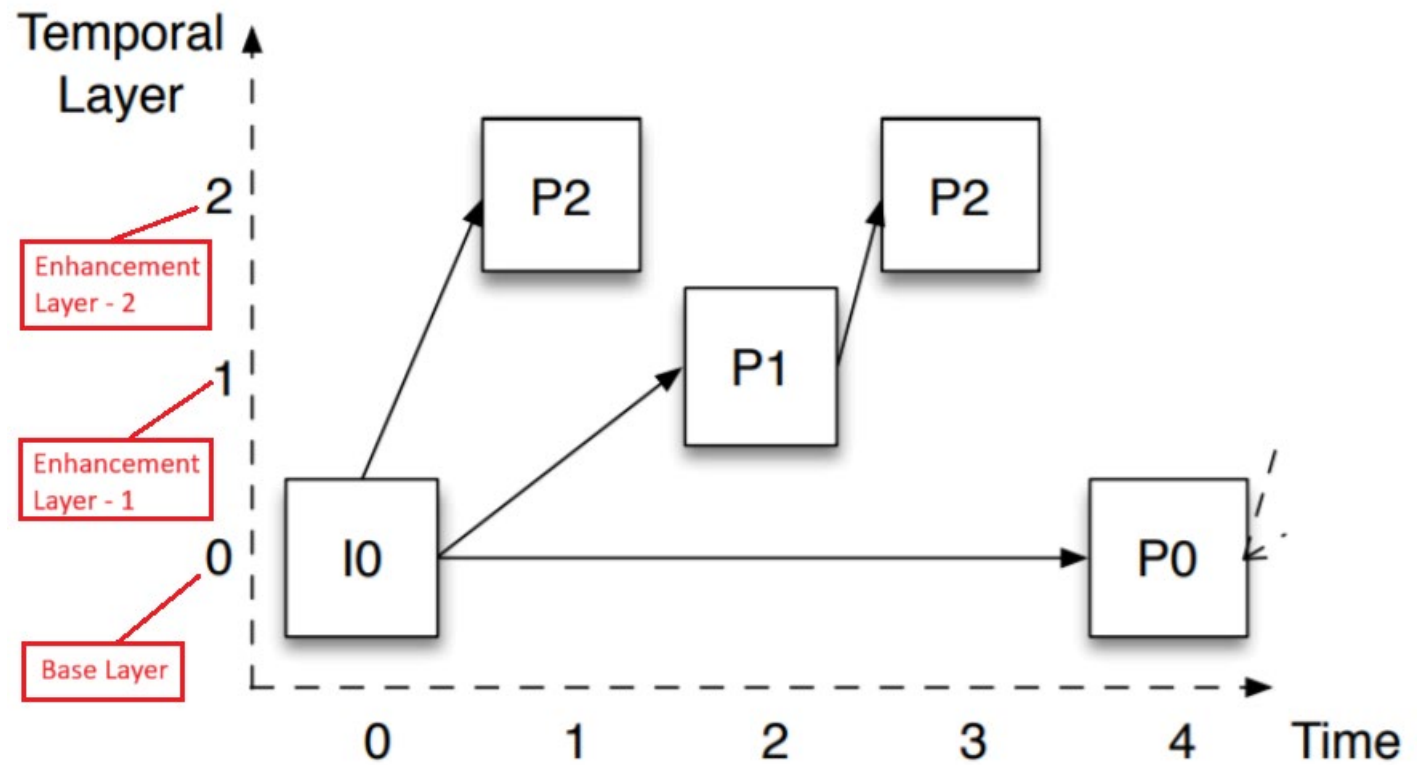 Temporal
Layer
P2
P2
2
Enhancement
Layer - 2
P1
1
Enhancement
Layer - 1
I0
P0
0
Base Layer
0 1 2 3 4 Time